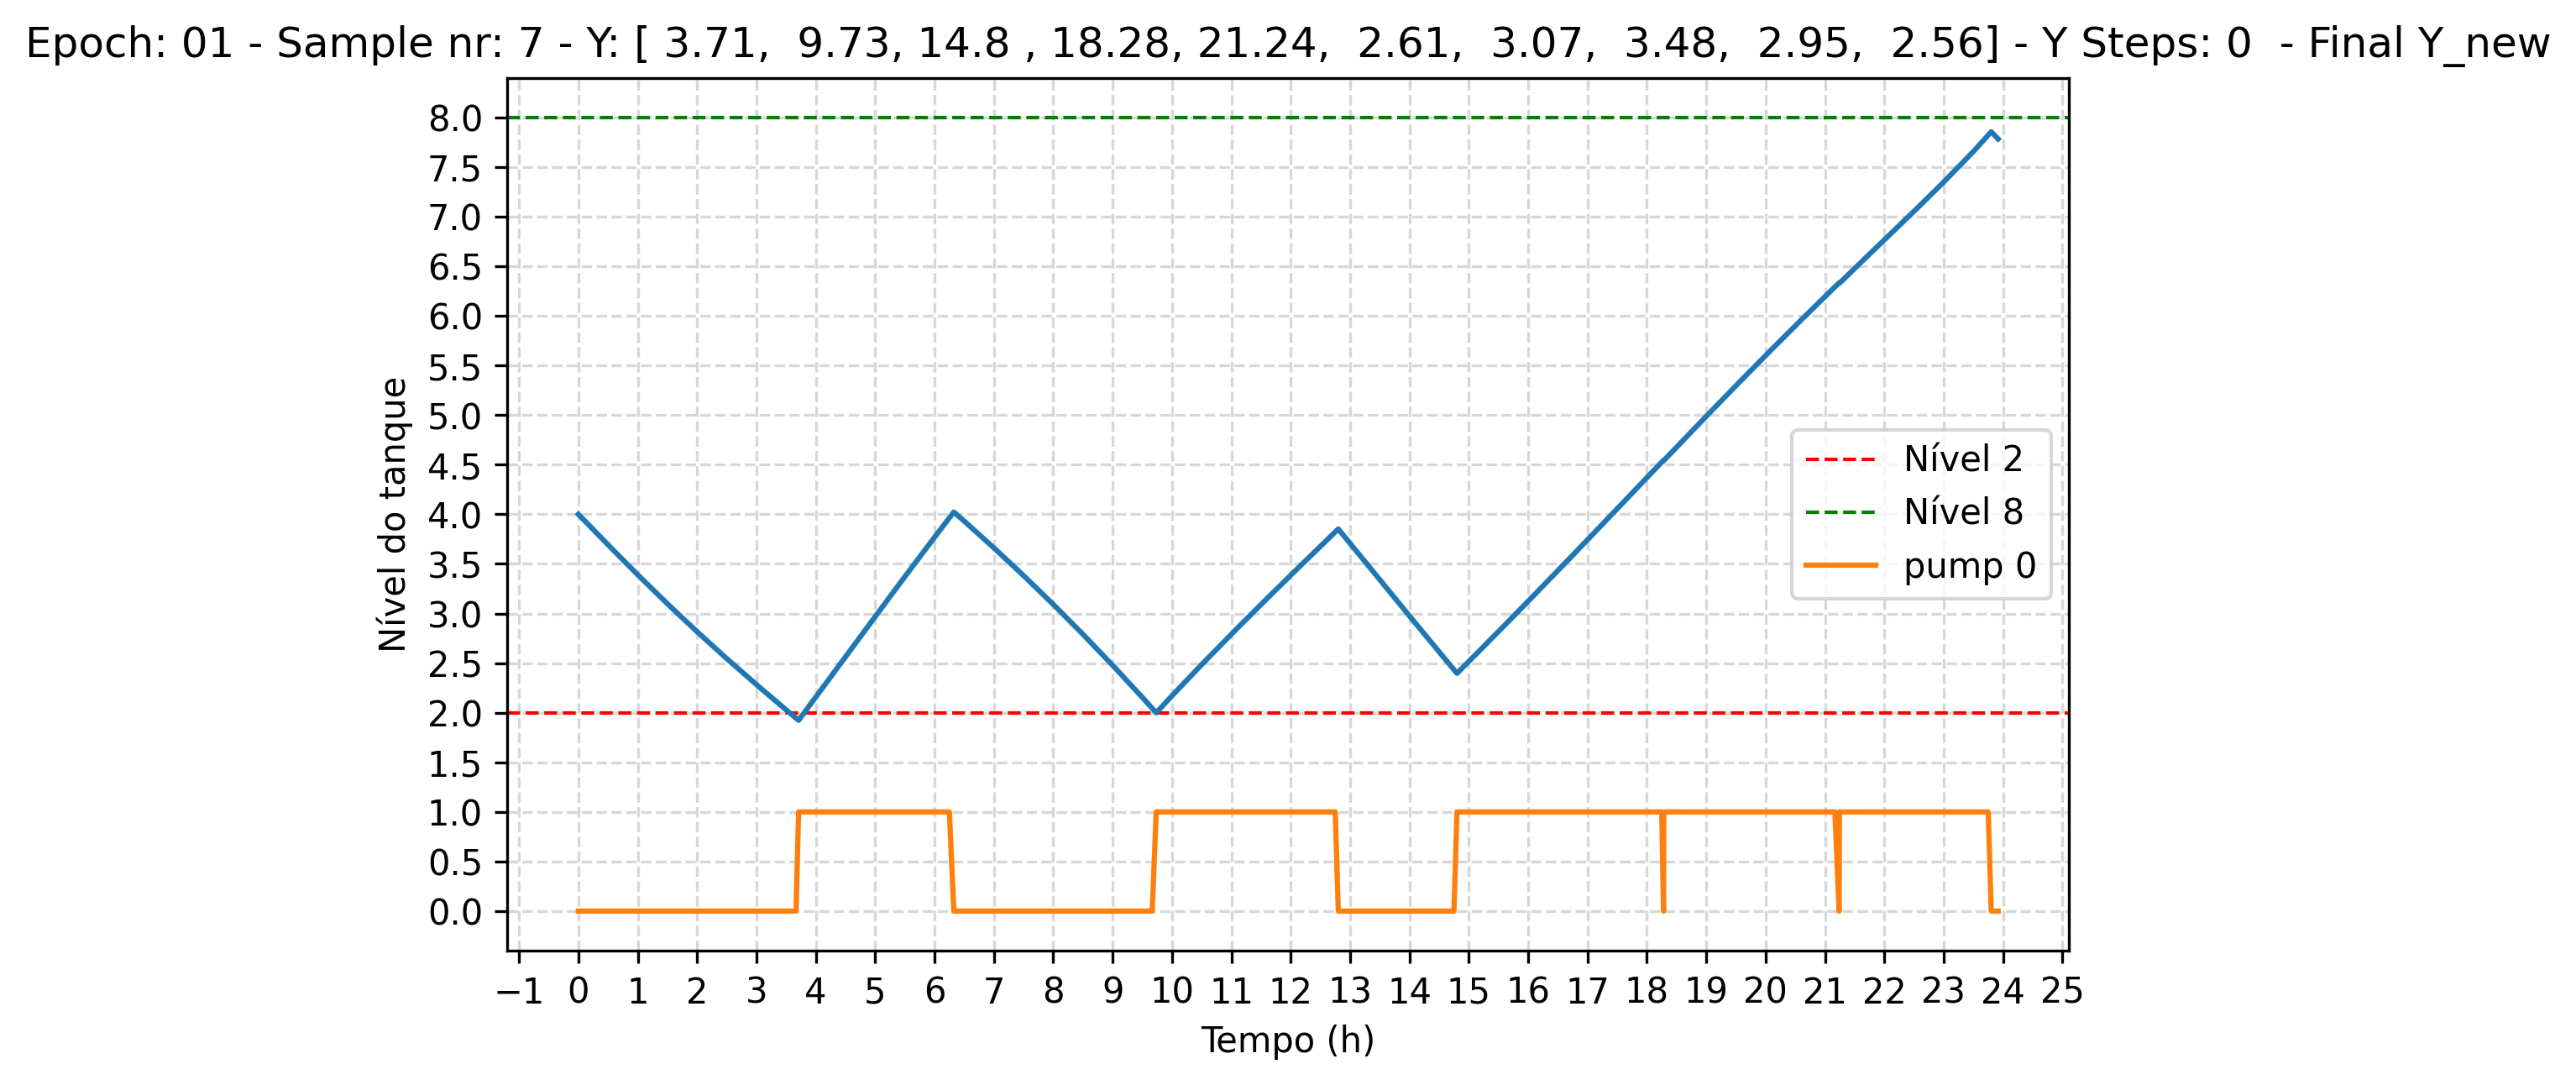 Epoch: 01 - Sample nr: 7 - Y: [ 3.71,  9.73, 14.8 , 18.28, 21.24,  2.61,  3.07,  3.48,  2.95,  2.56] - Y Steps: 0  - Final Y_new
8.0
7.5
7.0
6.5
6.0
5.5
5.0
4.5
4.0
3.5
3.0
2.5
2.0
1.5
1.0
0.5
0.0
Nível do tanque
Nível 2
Nível 8
pump 0
−1 0 1 2 3 4 5 6 7 8 9 10 11 12 13 14 15 16 17 18 19 20 21 22 23 24 25
Tempo (h)